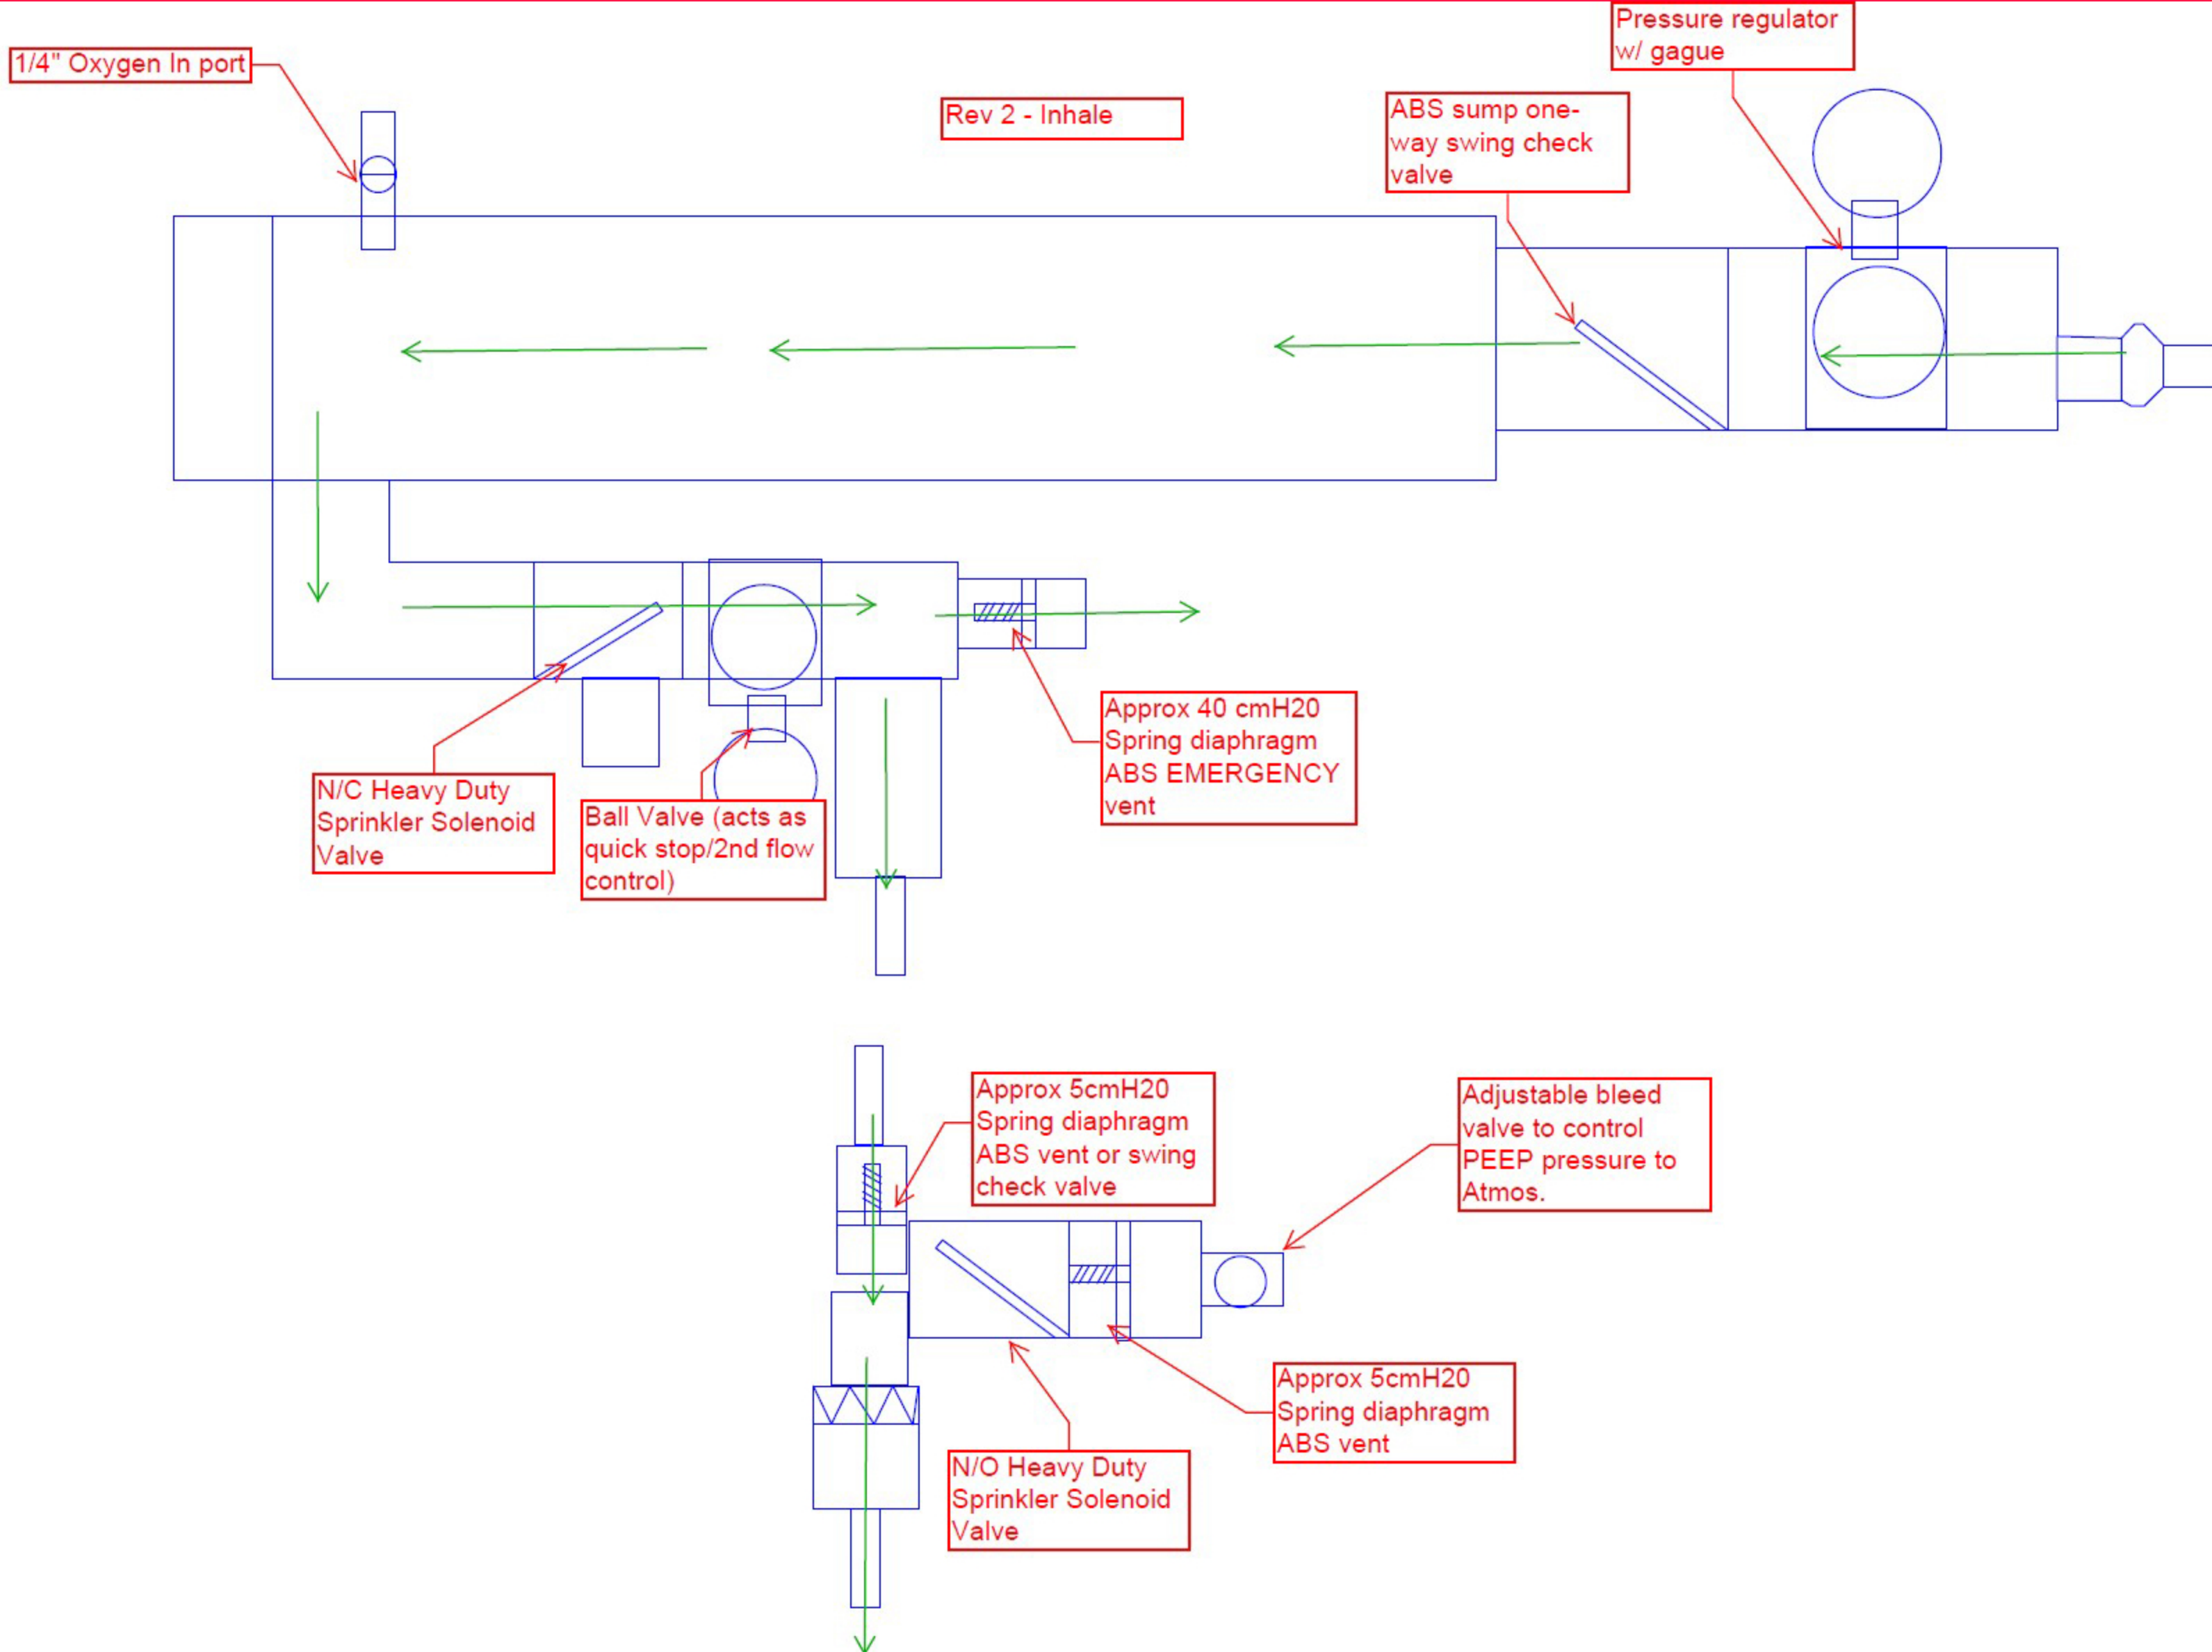 Pressure regulator
w/ gague
1/4" Oxygen In port
Rev 2 - Inhale
ABS sump one-
way swing check
valve
Approx 40 cmH20
Spring diaphragm
ABS EMERGENCY
vent
N/C Heavy Duty
Sprinkler Solenoid
Valve
Ball Valve (acts as
quick stop/2nd flow
control)
Approx 5cmH20
Spring diaphragm
ABS vent or swing
check valve
Adjustable bleed
valve to control
PEEP pressure to
Atmos.
Approx 5cmH20
Spring diaphragm
ABS vent
N/O Heavy Duty
Sprinkler Solenoid
Valve